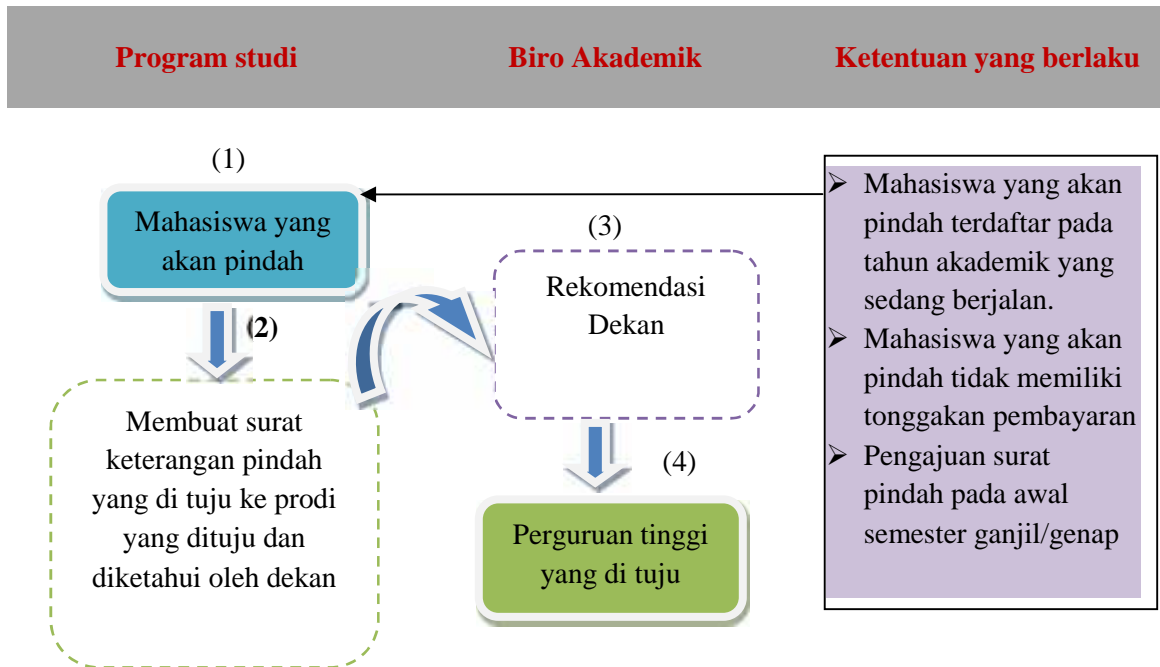 Program studi
Biro Akademik
Ketentuan yang berlaku
(1)
Mahasiswa yang
akan pindah
(2)
Membuat surat
keterangan pindah
yang di tuju ke prodi
yang dituju dan
diketahui oleh dekan
(3)
Rekomendasi
Dekan
(4)
Perguruan tinggi
yang di tuju
➢ Mahasiswa yang akan
pindah terdaftar pada
tahun akademik yang
sedang berjalan.
➢ Mahasiswa yang akan
pindah tidak memiliki
tonggakan pembayaran
➢ Pengajuan surat
pindah pada awal
semester ganjil/genap